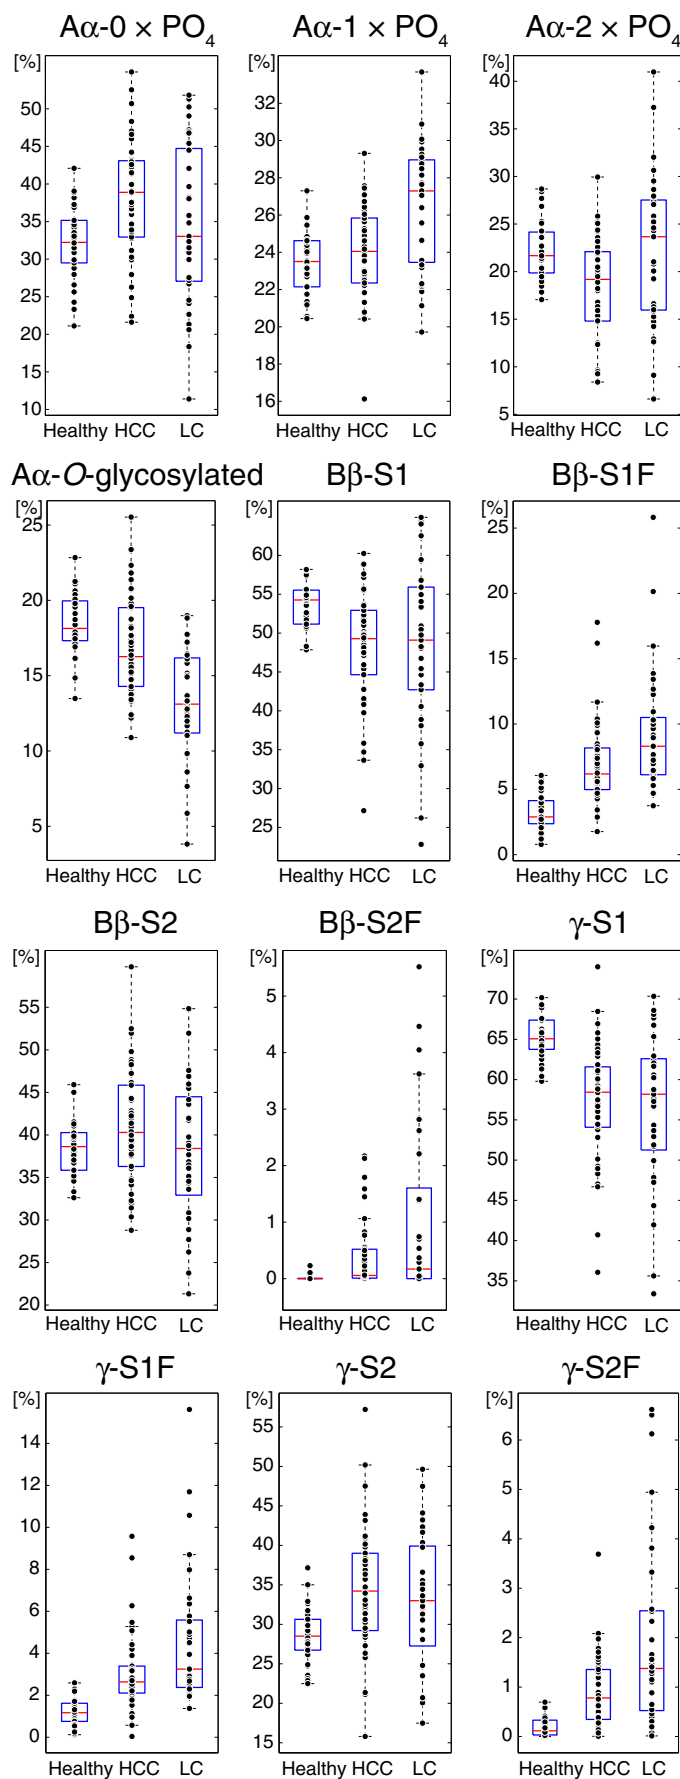 Aα-0 × PO4 Aα-1 × PO4 Aα-2 × PO4
[%] [%] [%]
50 45 40 35 30 25 20 15 10
32 30 28 26 24 22 20 18 16
40 35 30 25 20 15 10 5
Healthy HCC LC Healthy HCC LC Healthy HCC LC
Aα-O-glycosylated Bβ-S1 Bβ-S1F
[%] [%] [%]
25 20 15 10 5
60 55 50 45 40 35 30 25
25 20 15 10 5 0
Healthy HCC LC Healthy HCC LC Healthy HCC LC
Bβ-S2 Bβ-S2F γ-S1
[%] [%] [%]
55 50 45 40 35 30 25 20
5 4 3 2 1 0
70 65 60 55 50 45 40 35
Healthy HCC LC Healthy HCC LC Healthy HCC LC
γ-S1F γ-S2 γ-S2F
[%] [%] [%]
14 12 10 8 6 4 2 0
55 50 45 40 35 30 25 20 15
6 5 4 3 2 1 0
Healthy HCC LC Healthy HCC LC Healthy HCC LC